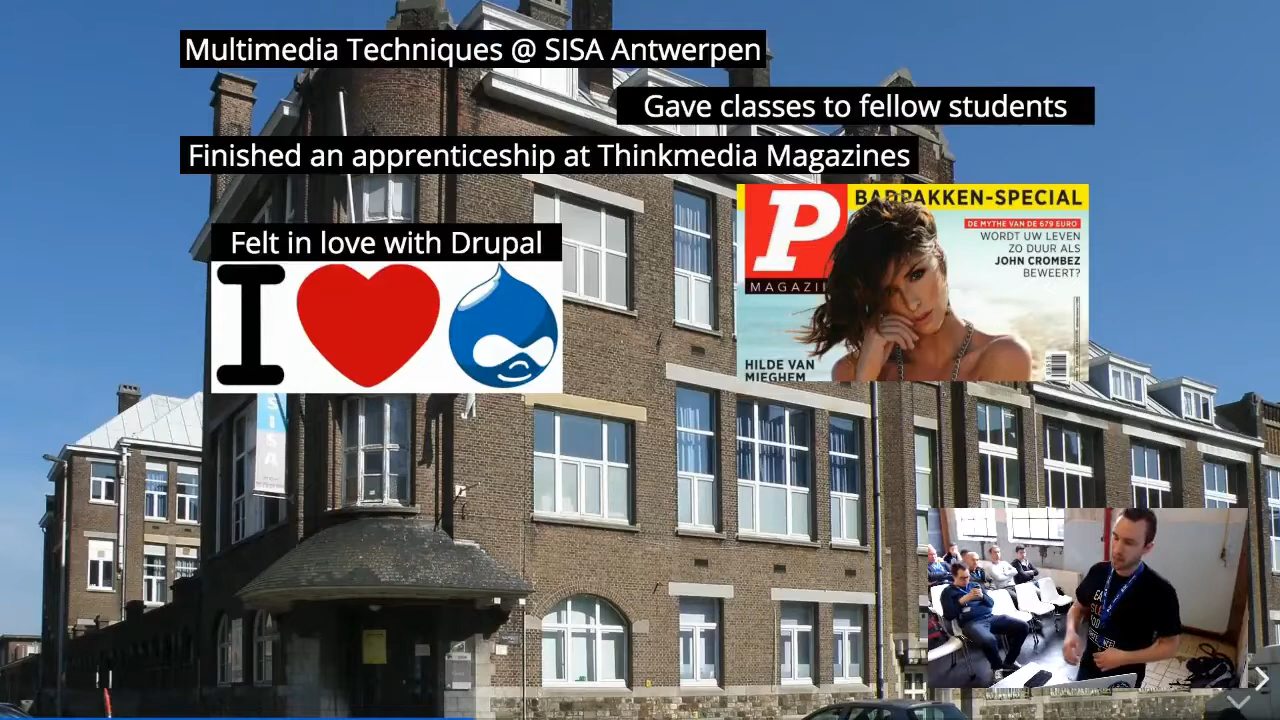 Multimedia Techniques @ SISA Antwerpen
Gave classes to fellow students
Finished an apprenticeship at Thinkmedia Magazines
BADPAKKEN-SPECIAL
P
DE MYTHE VAN DE 679 EURO
WORDT UW LEVEN
ZO DUUR ALS
JOHN CROMBEZ
BEWEERT?
MAGAZI
HILDE VAN
MIEGHEM
Felt in love with Drupal
I
SISA